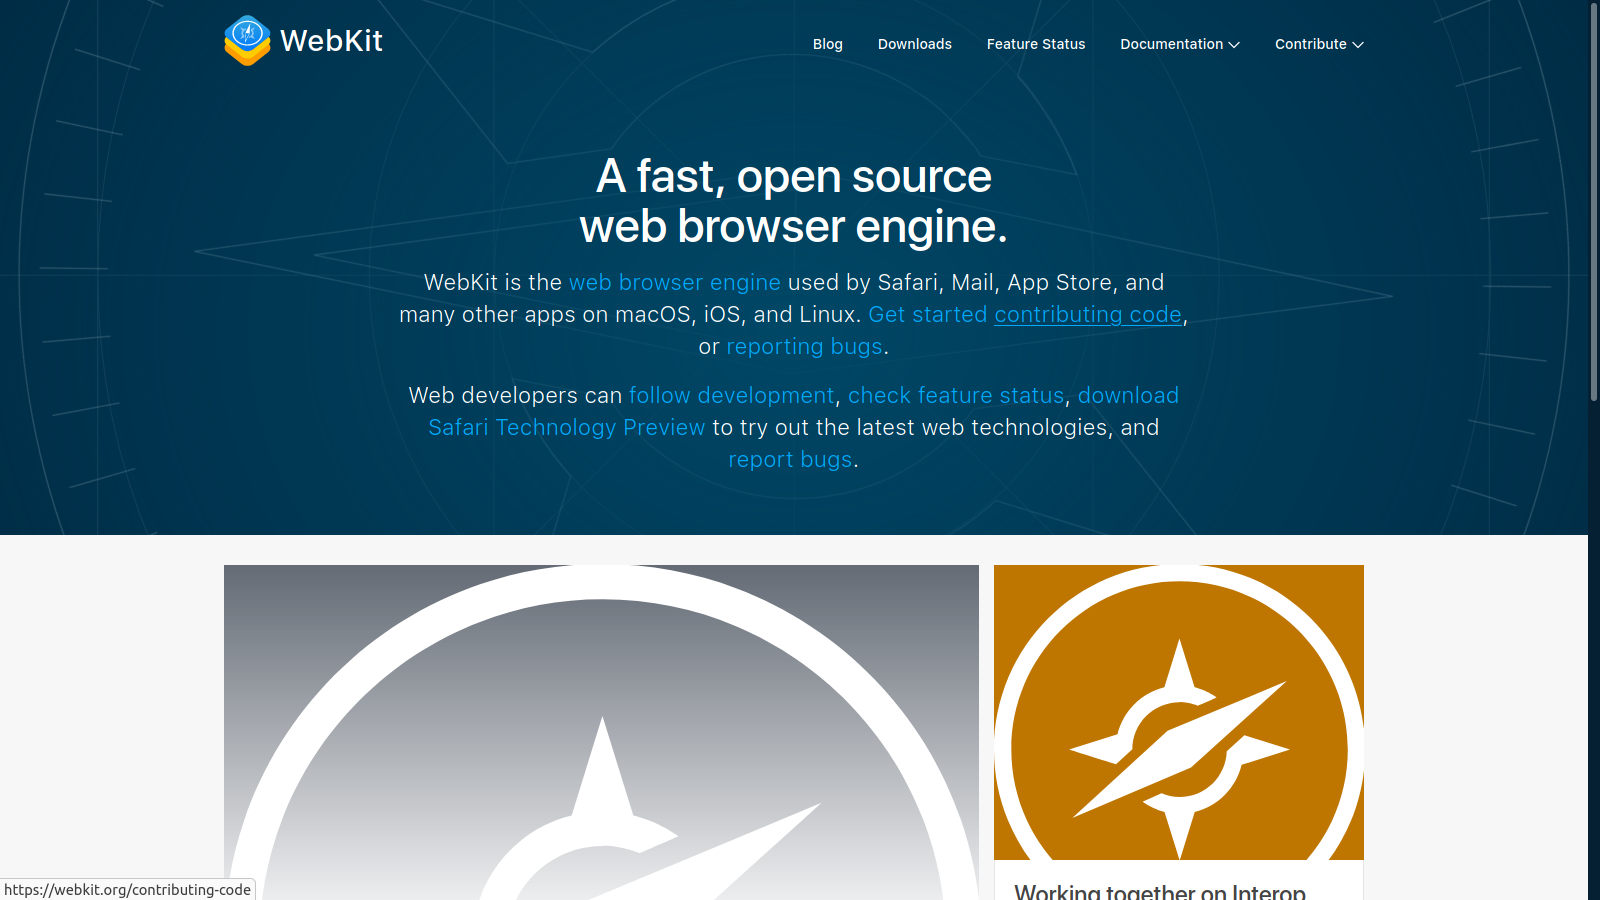 WebKit
Blog
Downloads
Feature Status
Documentation
Contribute
A fast, open source
web browser engine.
WebKit is the web browser engine used by Safari, Mail, App Store, and
many other apps on macOS, iOS, and Linux. Get started contributing code,
or reporting bugs.
Web developers can follow development, check feature status, download
Safari Technology Preview to try out the latest web technologies, and
report bugs.
Working together on Interop
https://webkit.org/contributing-code